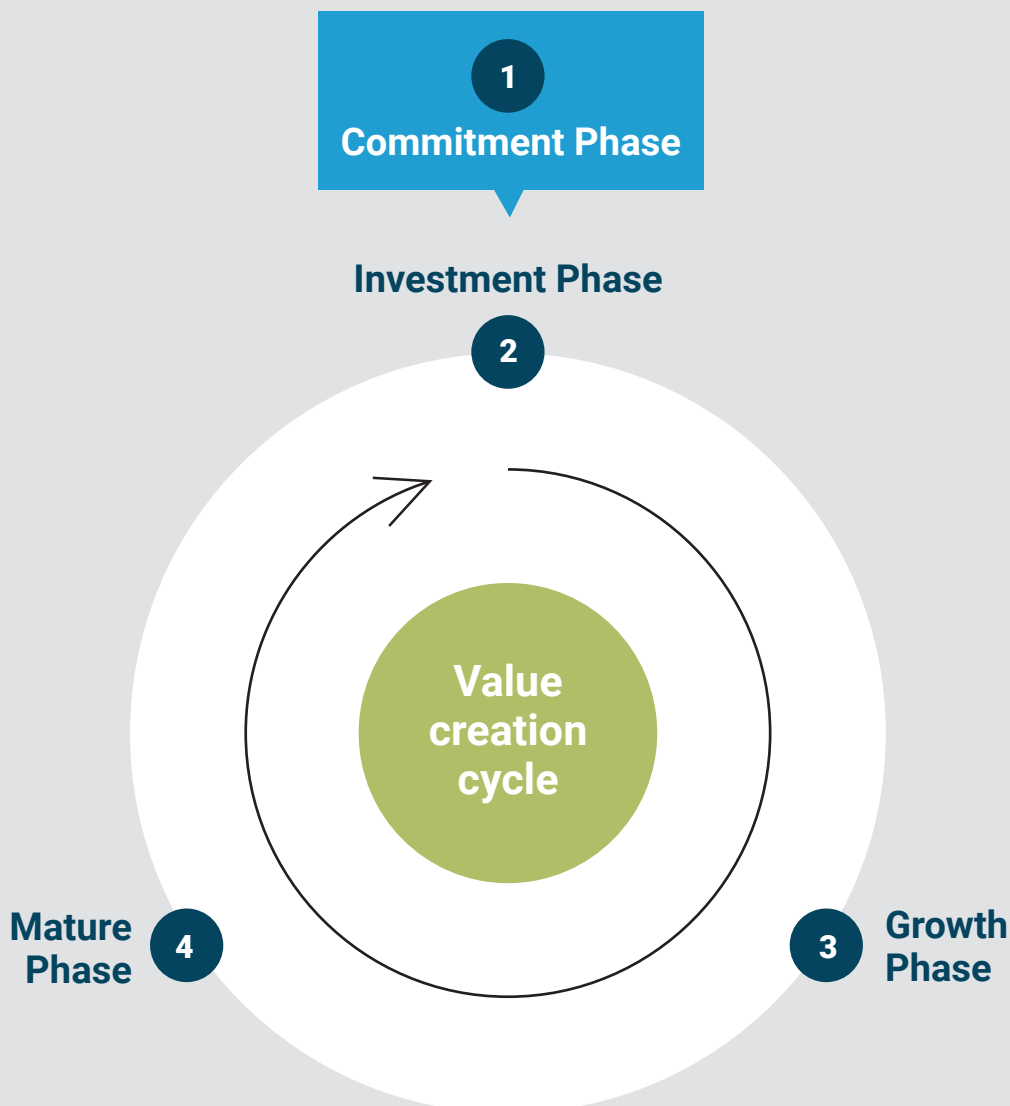 1
Commitment Phase
Investment Phase
2
Value
creation
cycle
Mature
Phase
4
3
Growth
Phase